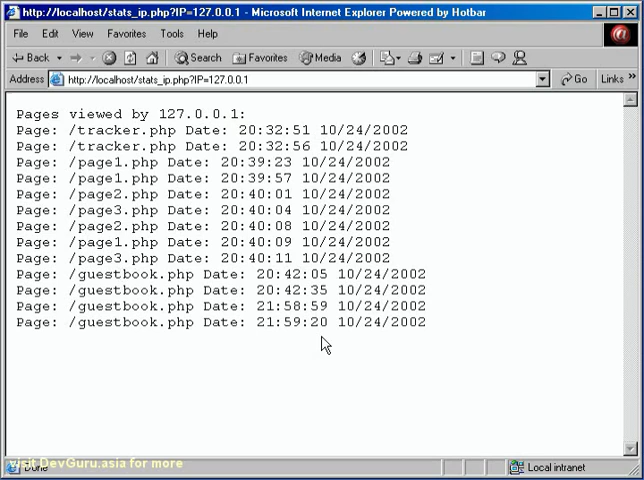 http://localhost/stats_ip.php?IP=127.0.0.1 - Microsoft Internet Explorer Powered by Hotbar
File Edit View Favorites Tools Help
Back Search Favorites Media
Address http://localhost/stats_ip.php?IP=127.0.0.1 Go Links »
Pages viewed by 127.0.0.1:
Page: /tracker.php Date: 20:32:51 10/24/2002
Page: /tracker.php Date: 20:32:56 10/24/2002
Page: /page1.php Date: 20:39:23 10/24/2002
Page: /page1.php Date: 20:39:57 10/24/2002
Page: /page2.php Date: 20:40:01 10/24/2002
Page: /page3.php Date: 20:40:04 10/24/2002
Page: /page2.php Date: 20:40:08 10/24/2002
Page: /page1.php Date: 20:40:09 10/24/2002
Page: /page3.php Date: 20:40:11 10/24/2002
Page: /guestbook.php Date: 20:42:05 10/24/2002
Page: /guestbook.php Date: 20:42:35 10/24/2002
Page: /guestbook.php Date: 21:58:59 10/24/2002
Page: /guestbook.php Date: 21:59:20 10/24/2002
visit DevGuru.asia for more
Done Local intranet